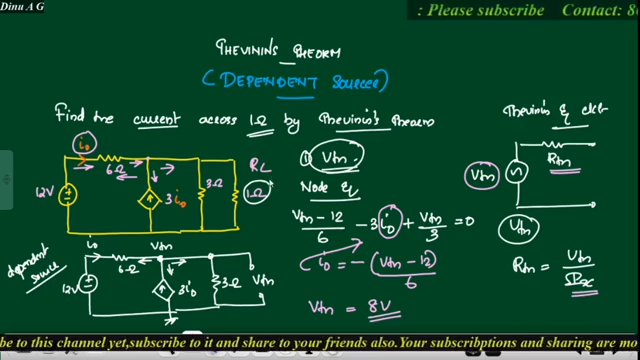 Dinu A G
: Please subscribe Contact: 8
THEVININ'S THEORM
(DEPENDENT Source)
Find the current across 1Ω by Thevinin's Theorm
i₀
6Ω
12V
3i₀
3Ω
RL
1Ω
dependent source
i₀
6Ω
Vth
12V
3i₀
3Ω
Vth
① Vth
Node Eq
(Vth - 12)/6 - 3i₀ + Vth/3 = 0
i₀ = -(Vth - 12)/6
Vth = 8V
Thevinin's Eq ckt
Rth
Vth
Vth
Rth = Vth/Isc
be to this channel yet,subscribe to it and share to your friends also.Your subscribptions and sharing are mo